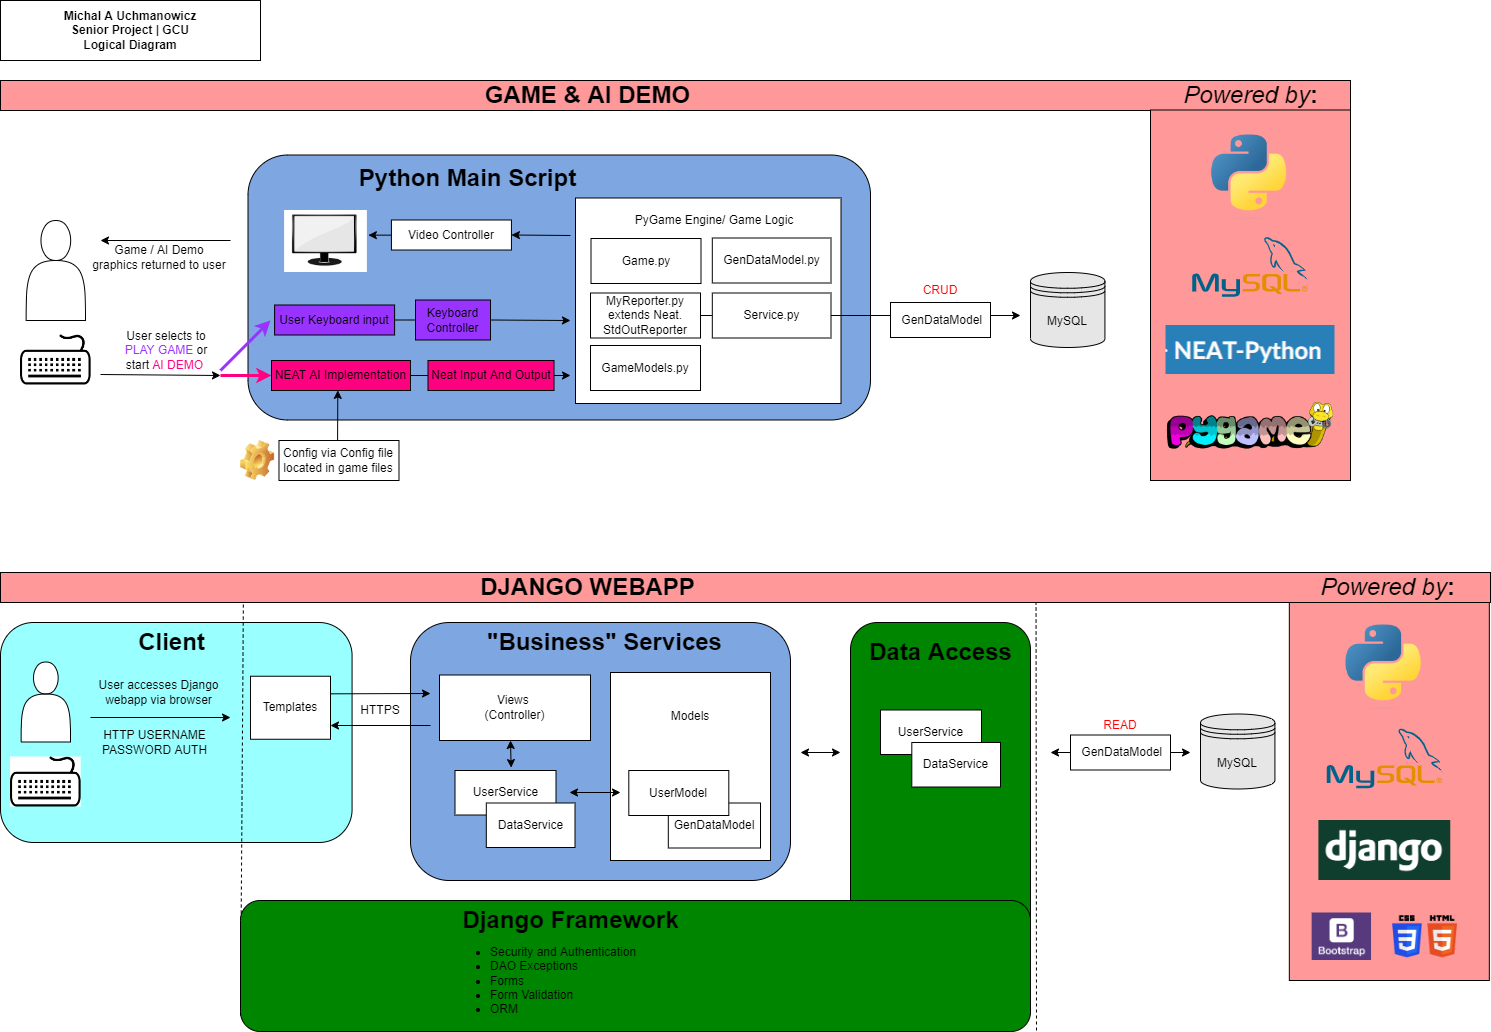 Michal A Uchmanowicz
Senior Project | GCU
Logical Diagram
GAME & AI DEMO
Powered by:
Python Main Script
Video Controller
PyGame Engine/ Game Logic
Game.py
GenDataModel.py
MyReporter.py
extends Neat.
StdOutReporter
Service.py
GameModels.py
Game / AI Demo
graphics returned to user
User selects to
PLAY GAME or
start AI DEMO
User Keyboard input
Keyboard
Controller
NEAT AI Implementation
Neat Input And Output
Config via Config file
located in game files
CRUD
GenDataModel
MySQL
MySQL
NEAT-Python
pygame
DJANGO WEBAPP
Powered by:
Client
User accesses Django
webapp via browser
HTTP USERNAME
PASSWORD AUTH
Templates
HTTPS
"Business" Services
Views
(Controller)
UserService
DataService
Models
UserModel
GenDataModel
Data Access
UserService
DataService
READ
GenDataModel
MySQL
MySQL
django
B
Bootstrap
CSS
3
HTML
5
Django Framework
• Security and Authentication
• DAO Exceptions
• Forms
• Form Validation
• ORM